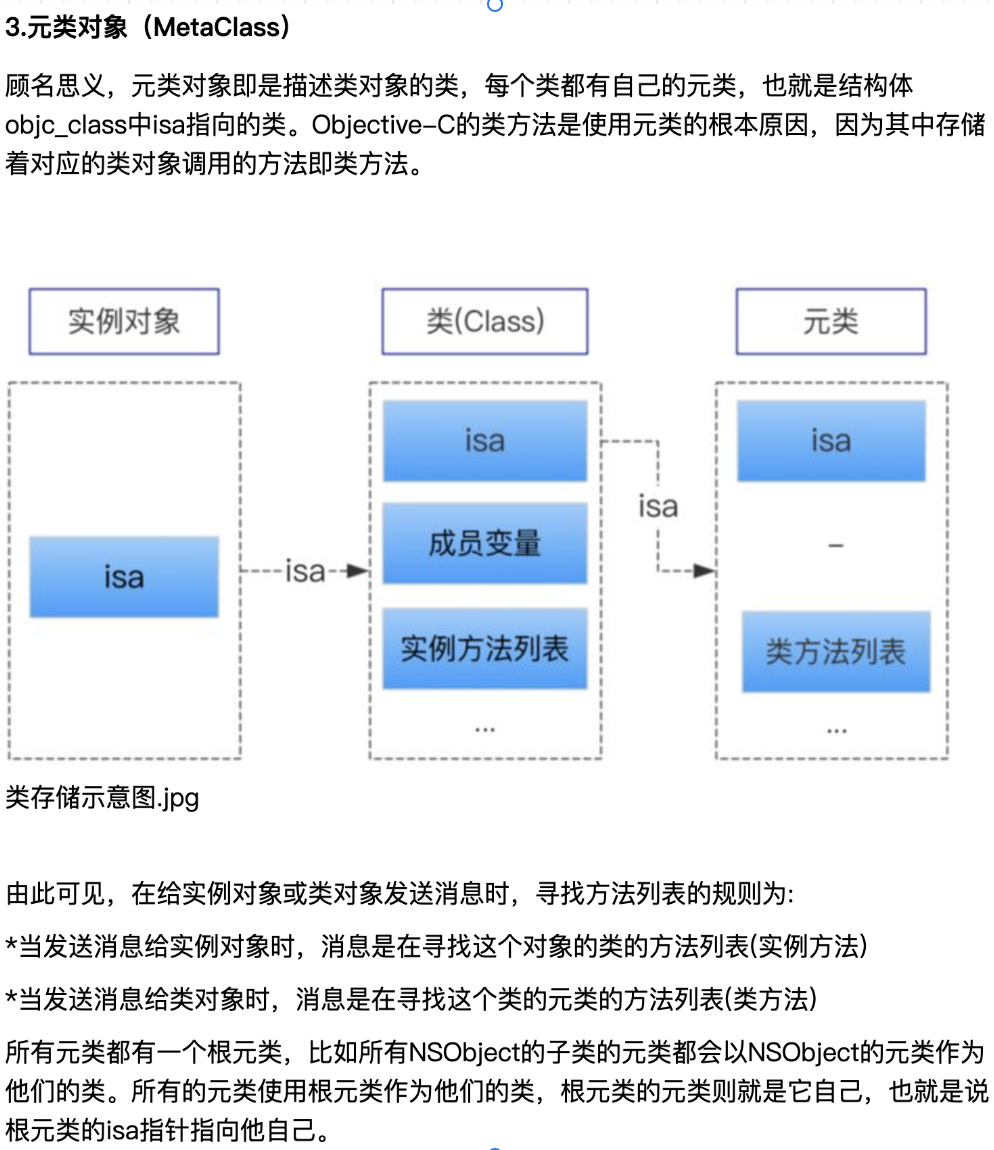 3.元类对象（MetaClass）
顾名思义，元类对象即是描述类对象的类，每个类都有自己的元类，也就是结构体
objc_class中isa指向的类。Objective-C的类方法是使用元类的根本原因，因为其中存储
着对应的类对象调用的方法即类方法。
实例对象
类(Class)
元类
isa
isa
isa
成员变量
实例方法列表
...
isa
isa
–
类方法列表
...
类存储示意图.jpg
由此可见，在给实例对象或类对象发送消息时，寻找方法列表的规则为:
*当发送消息给实例对象时，消息是在寻找这个对象的类的方法列表(实例方法)
*当发送消息给类对象时，消息是在寻找这个类的元类的方法列表(类方法)
所有元类都有一个根元类，比如所有NSObject的子类的元类都会以NSObject的元类作为
他们的类。所有的元类使用根元类作为他们的类，根元类的元类则就是它自己，也就是说
根元类的isa指针指向他自己。